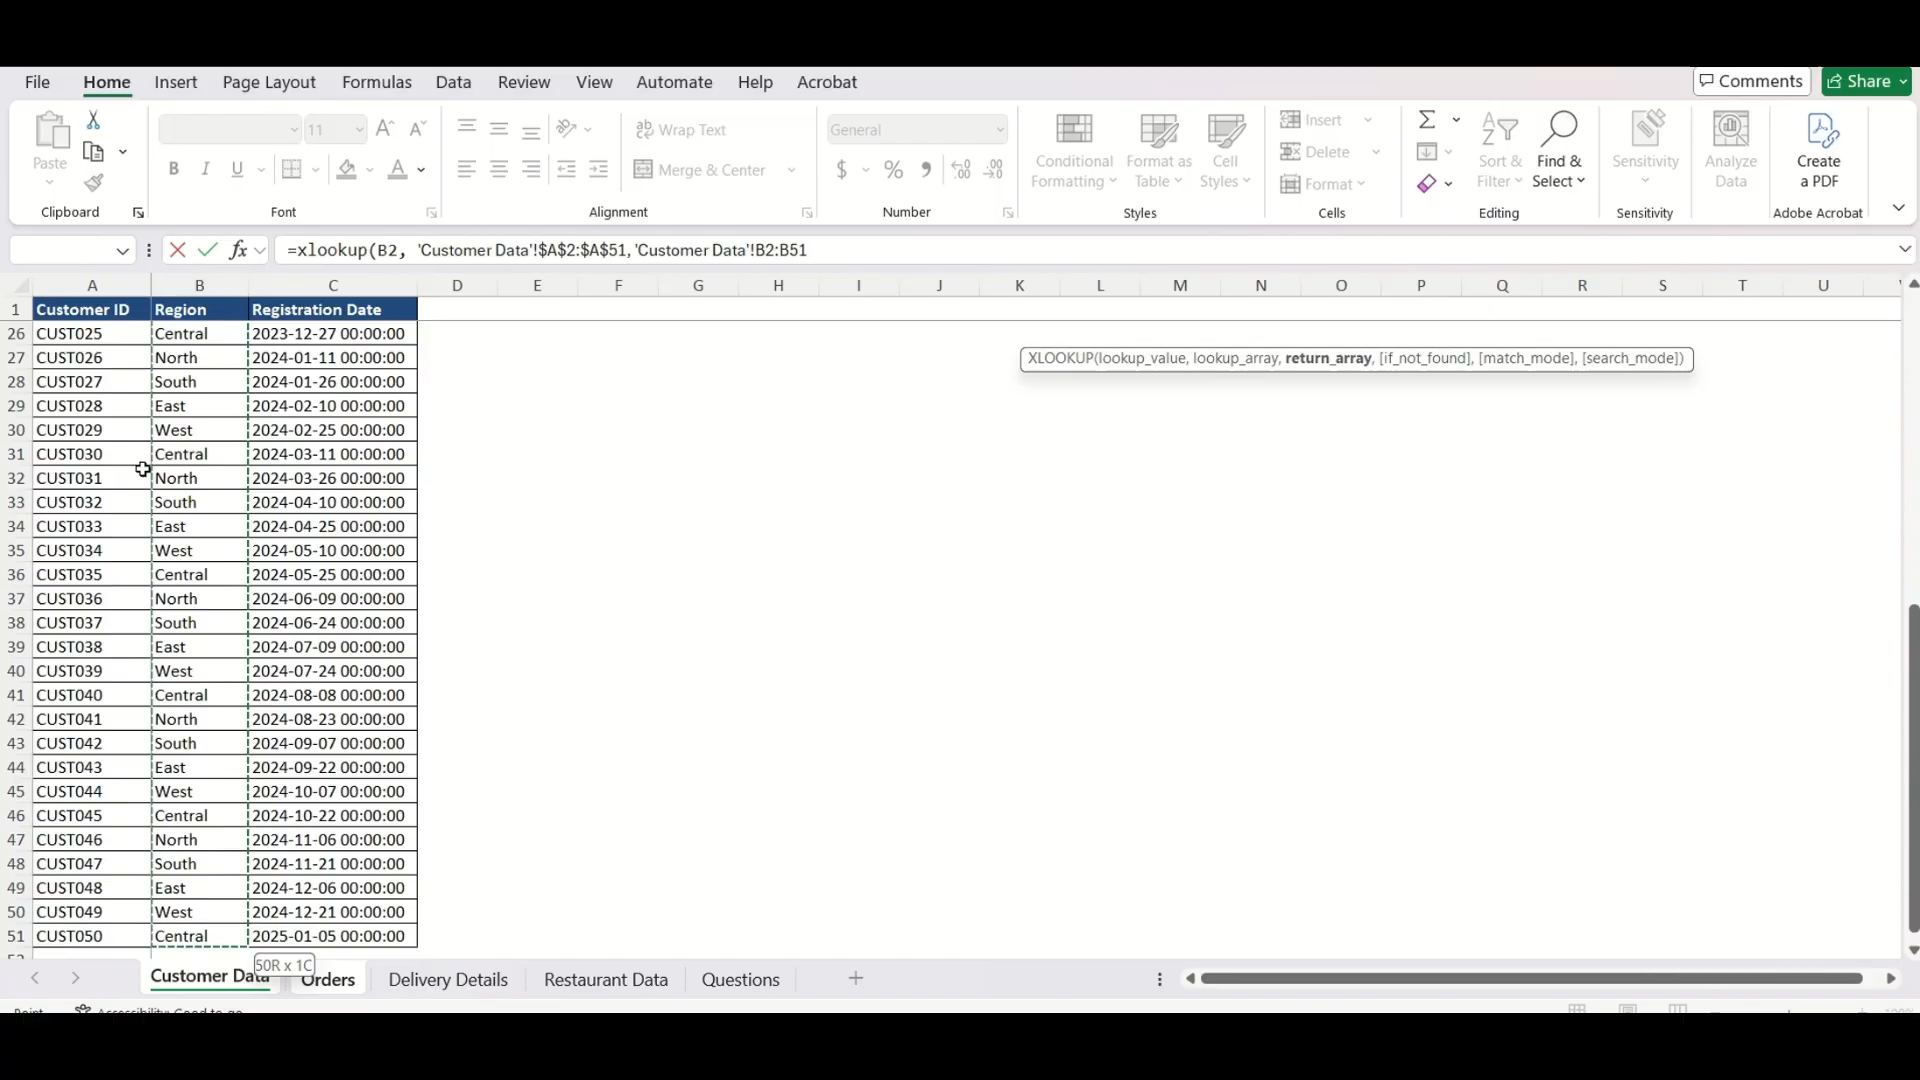 File Home Insert Page Layout Formulas Data Review View Automate Help Acrobat Comments Share
Paste
Clipboard
11 A A
B I U A
Font
ab Wrap Text
Merge & Center
Alignment
General
$ % 9 .00
Number
Conditional Formatting
Format as Table
Cell Styles
Styles
Insert
Delete
Format
Cells
Sort & Filter
Find & Select
Editing
Sensitivity
Sensitivity
Analyze Data
Create a PDF
Adobe Acrobat
fx =xlookup(B2, 'Customer Data'!$A$2:$A$51, 'Customer Data'!B2:B51
A B C D E F G H I J K L M N O P Q R S T U
1 Customer ID Region Registration Date
26 CUST025 Central 2023-12-27 00:00:00
27 CUST026 North 2024-01-11 00:00:00
XLOOKUP(lookup_value, lookup_array, return_array, [if_not_found], [match_mode], [search_mode])
28 CUST027 South 2024-01-26 00:00:00
29 CUST028 East 2024-02-10 00:00:00
30 CUST029 West 2024-02-25 00:00:00
31 CUST030 Central 2024-03-11 00:00:00
32 CUST031 North 2024-03-26 00:00:00
33 CUST032 South 2024-04-10 00:00:00
34 CUST033 East 2024-04-25 00:00:00
35 CUST034 West 2024-05-10 00:00:00
36 CUST035 Central 2024-05-25 00:00:00
37 CUST036 North 2024-06-09 00:00:00
38 CUST037 South 2024-06-24 00:00:00
39 CUST038 East 2024-07-09 00:00:00
40 CUST039 West 2024-07-24 00:00:00
41 CUST040 Central 2024-08-08 00:00:00
42 CUST041 North 2024-08-23 00:00:00
43 CUST042 South 2024-09-07 00:00:00
44 CUST043 East 2024-09-22 00:00:00
45 CUST044 West 2024-10-07 00:00:00
46 CUST045 Central 2024-10-22 00:00:00
47 CUST046 North 2024-11-06 00:00:00
48 CUST047 South 2024-11-21 00:00:00
49 CUST048 East 2024-12-06 00:00:00
50 CUST049 West 2024-12-21 00:00:00
51 CUST050 Central 2025-01-05 00:00:00
50R x 1C
Customer Data Orders Delivery Details Restaurant Data Questions
Point Accessibility: Good to go